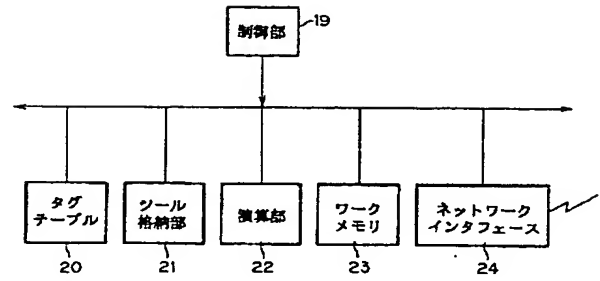 制御部
19
タグ
テーブル
ツール
格納部
演算部
ワーク
メモリ
ネットワーク
インタフェース
20
21
22
23
24